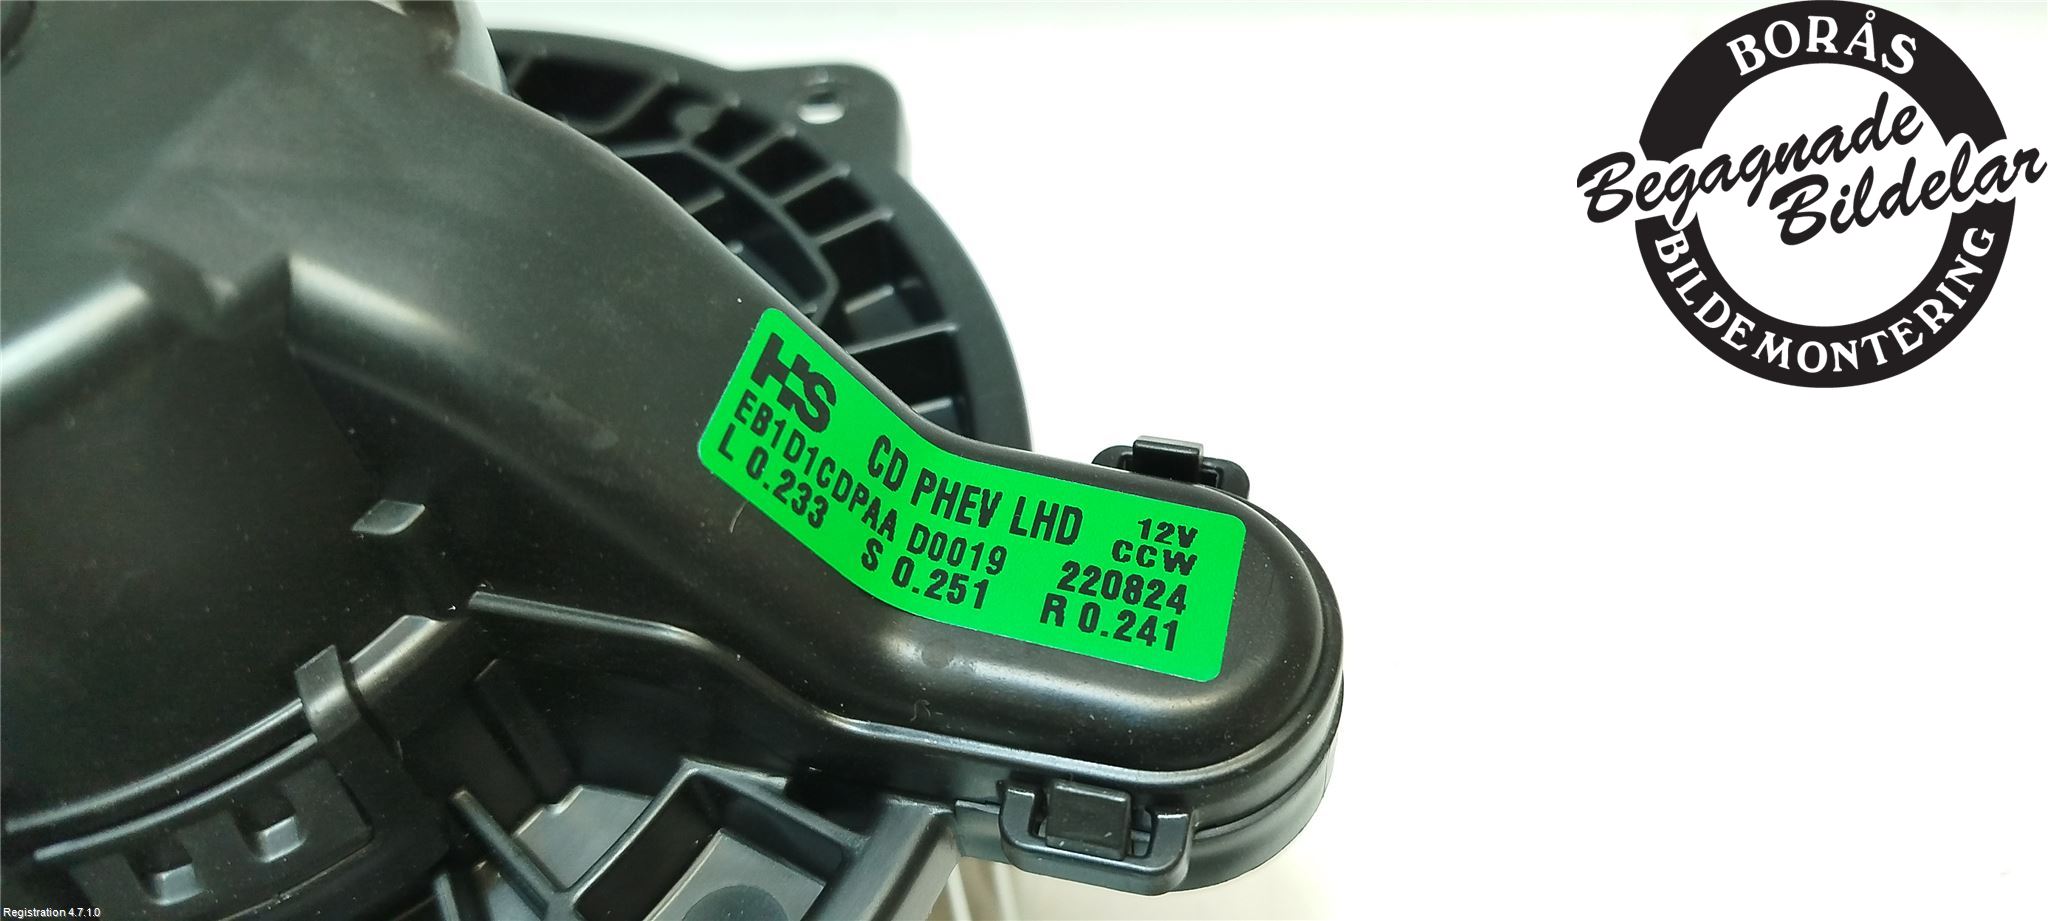 BORÅS
Begagnade
Bildelar
BILDEMONTERING
HS CD PHEV LHD 12V
CCW
EB1D1CDPAA D0019 220824
L 0.233 S 0.251 R 0.241
Registration 4.7.1.0